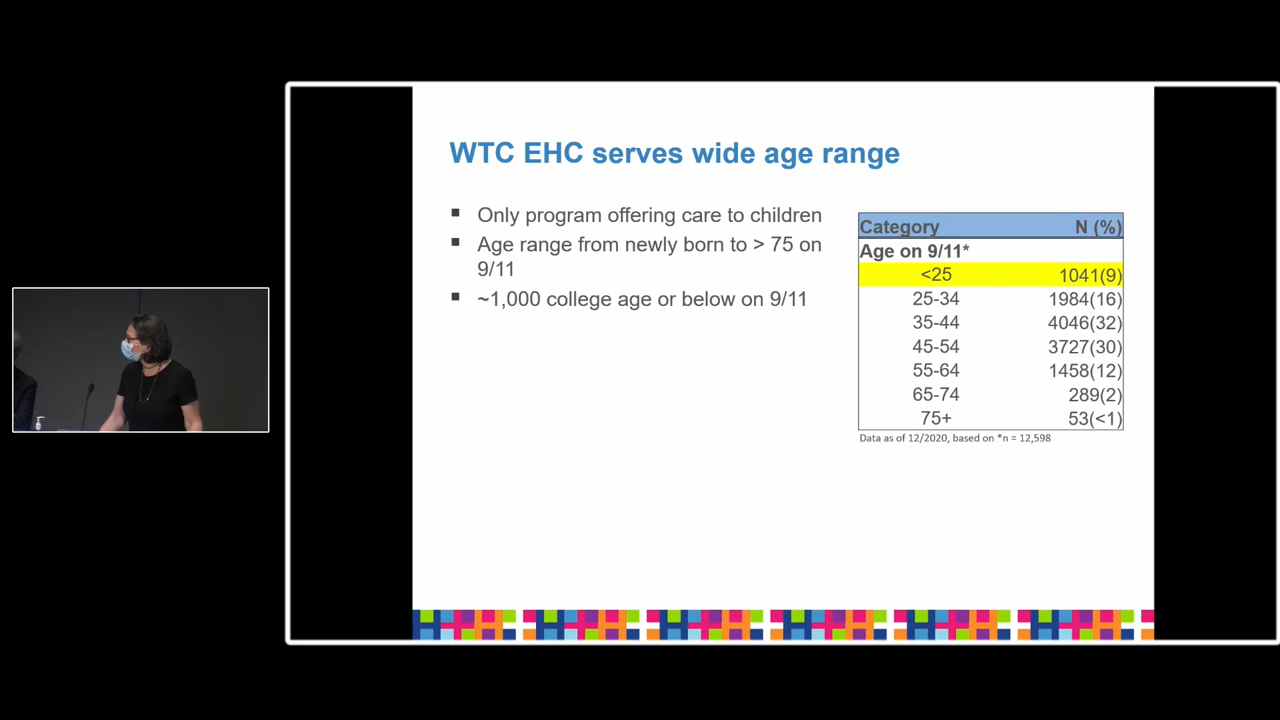 WTC EHC serves wide age range
▪ Only program offering care to children
▪ Age range from newly born to > 75 on
9/11
▪ ~1,000 college age or below on 9/11
Category N (%)
Age on 9/11*
<25 1041(9)
25-34 1984(16)
35-44 4046(32)
45-54 3727(30)
55-64 1458(12)
65-74 289(2)
75+ 53(<1)
Data as of 12/2020, based on *n = 12,598